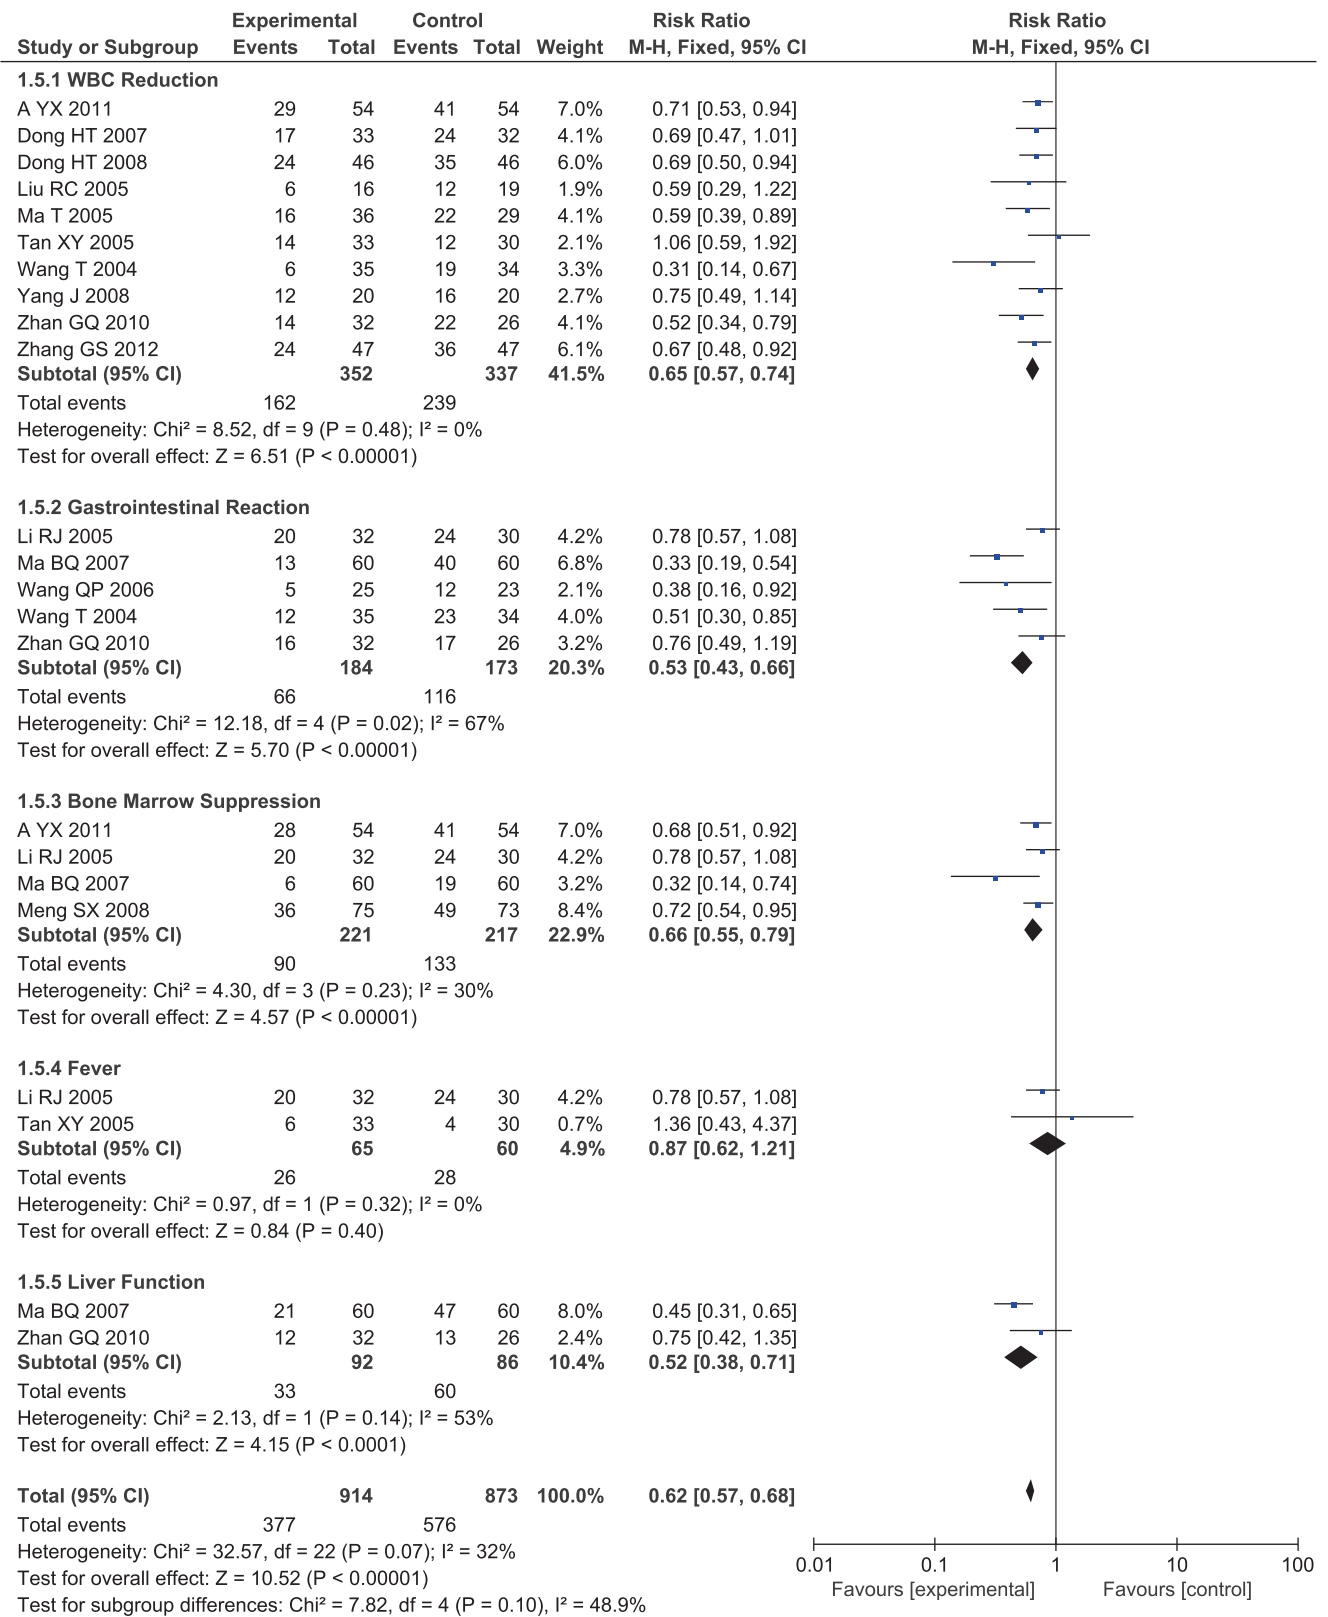 Experimental Control Risk Ratio Risk Ratio
Study or Subgroup Events Total Events Total Weight M-H, Fixed, 95% CI M-H, Fixed, 95% CI
1.5.1 WBC Reduction
A YX 2011 29 54 41 54 7.0% 0.71 [0.53, 0.94]
Dong HT 2007 17 33 24 32 4.1% 0.69 [0.47, 1.01]
Dong HT 2008 24 46 35 46 6.0% 0.69 [0.50, 0.94]
Liu RC 2005 6 16 12 19 1.9% 0.59 [0.29, 1.22]
Ma T 2005 16 36 22 29 4.1% 0.59 [0.39, 0.89]
Tan XY 2005 14 33 12 30 2.1% 1.06 [0.59, 1.92]
Wang T 2004 6 35 19 34 3.3% 0.31 [0.14, 0.67]
Yang J 2008 12 20 16 20 2.7% 0.75 [0.49, 1.14]
Zhan GQ 2010 14 32 22 26 4.1% 0.52 [0.34, 0.79]
Zhang GS 2012 24 47 36 47 6.1% 0.67 [0.48, 0.92]
Subtotal (95% CI) 352 337 41.5% 0.65 [0.57, 0.74]
Total events 162 239
Heterogeneity: Chi² = 8.52, df = 9 (P = 0.48); I² = 0%
Test for overall effect: Z = 6.51 (P < 0.00001)
1.5.2 Gastrointestinal Reaction
Li RJ 2005 20 32 24 30 4.2% 0.78 [0.57, 1.08]
Ma BQ 2007 13 60 40 60 6.8% 0.33 [0.19, 0.54]
Wang QP 2006 5 25 12 23 2.1% 0.38 [0.16, 0.92]
Wang T 2004 12 35 23 34 4.0% 0.51 [0.30, 0.85]
Zhan GQ 2010 16 32 17 26 3.2% 0.76 [0.49, 1.19]
Subtotal (95% CI) 184 173 20.3% 0.53 [0.43, 0.66]
Total events 66 116
Heterogeneity: Chi² = 12.18, df = 4 (P = 0.02); I² = 67%
Test for overall effect: Z = 5.70 (P < 0.00001)
1.5.3 Bone Marrow Suppression
A YX 2011 28 54 41 54 7.0% 0.68 [0.51, 0.92]
Li RJ 2005 20 32 24 30 4.2% 0.78 [0.57, 1.08]
Ma BQ 2007 6 60 19 60 3.2% 0.32 [0.14, 0.74]
Meng SX 2008 36 75 49 73 8.4% 0.72 [0.54, 0.95]
Subtotal (95% CI) 221 217 22.9% 0.66 [0.55, 0.79]
Total events 90 133
Heterogeneity: Chi² = 4.30, df = 3 (P = 0.23); I² = 30%
Test for overall effect: Z = 4.57 (P < 0.00001)
1.5.4 Fever
Li RJ 2005 20 32 24 30 4.2% 0.78 [0.57, 1.08]
Tan XY 2005 6 33 4 30 0.7% 1.36 [0.43, 4.37]
Subtotal (95% CI) 65 60 4.9% 0.87 [0.62, 1.21]
Total events 26 28
Heterogeneity: Chi² = 0.97, df = 1 (P = 0.32); I² = 0%
Test for overall effect: Z = 0.84 (P = 0.40)
1.5.5 Liver Function
Ma BQ 2007 21 60 47 60 8.0% 0.45 [0.31, 0.65]
Zhan GQ 2010 12 32 13 26 2.4% 0.75 [0.42, 1.35]
Subtotal (95% CI) 92 86 10.4% 0.52 [0.38, 0.71]
Total events 33 60
Heterogeneity: Chi² = 2.13, df = 1 (P = 0.14); I² = 53%
Test for overall effect: Z = 4.15 (P < 0.0001)
Total (95% CI) 914 873 100.0% 0.62 [0.57, 0.68]
Total events 377 576
Heterogeneity: Chi² = 32.57, df = 22 (P = 0.07); I² = 32%
Test for overall effect: Z = 10.52 (P < 0.00001)
Test for subgroup differences: Chi² = 7.82, df = 4 (P = 0.10), I² = 48.9%
0.01 0.1 1 10 100
Favours [experimental] Favours [control]